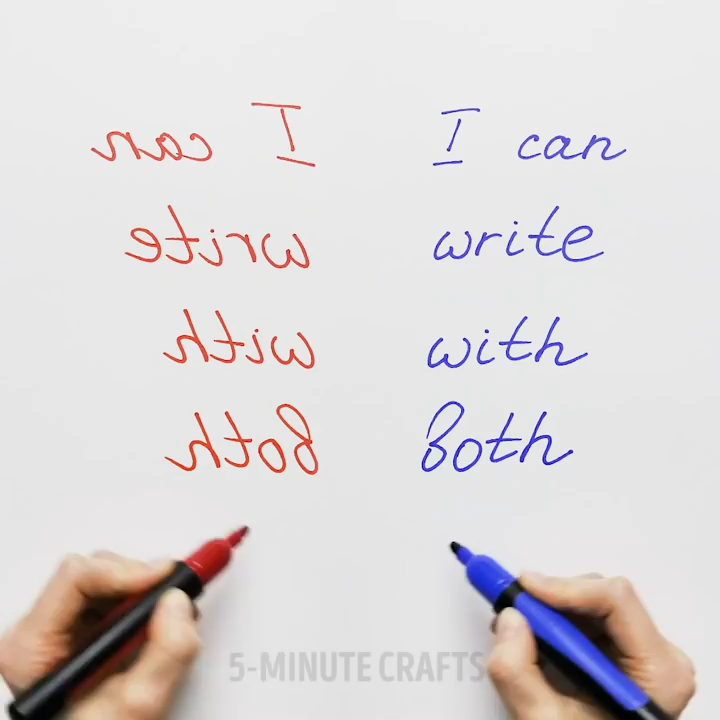 I can I can
write write
with with
both both
5-MINUTE CRAFTS